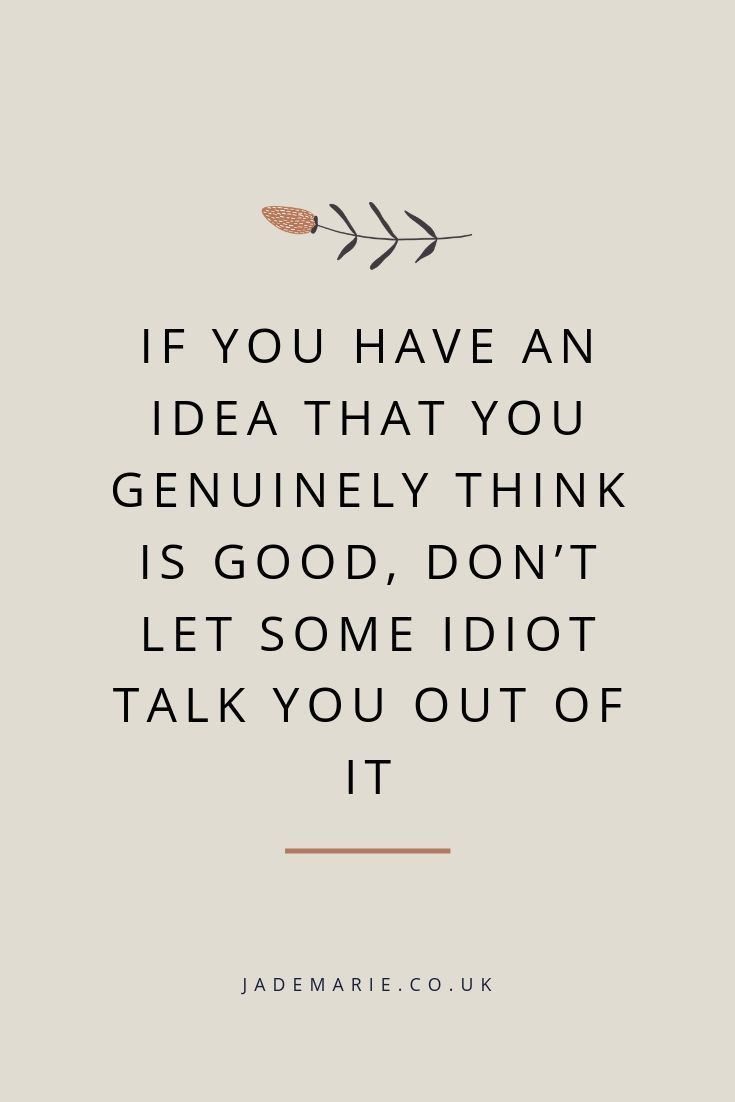 IF YOU HAVE AN
IDEA THAT YOU
GENUINELY THINK
IS GOOD, DON’T
LET SOME IDIOT
TALK YOU OUT OF
IT
JADEMARIE.CO.UK